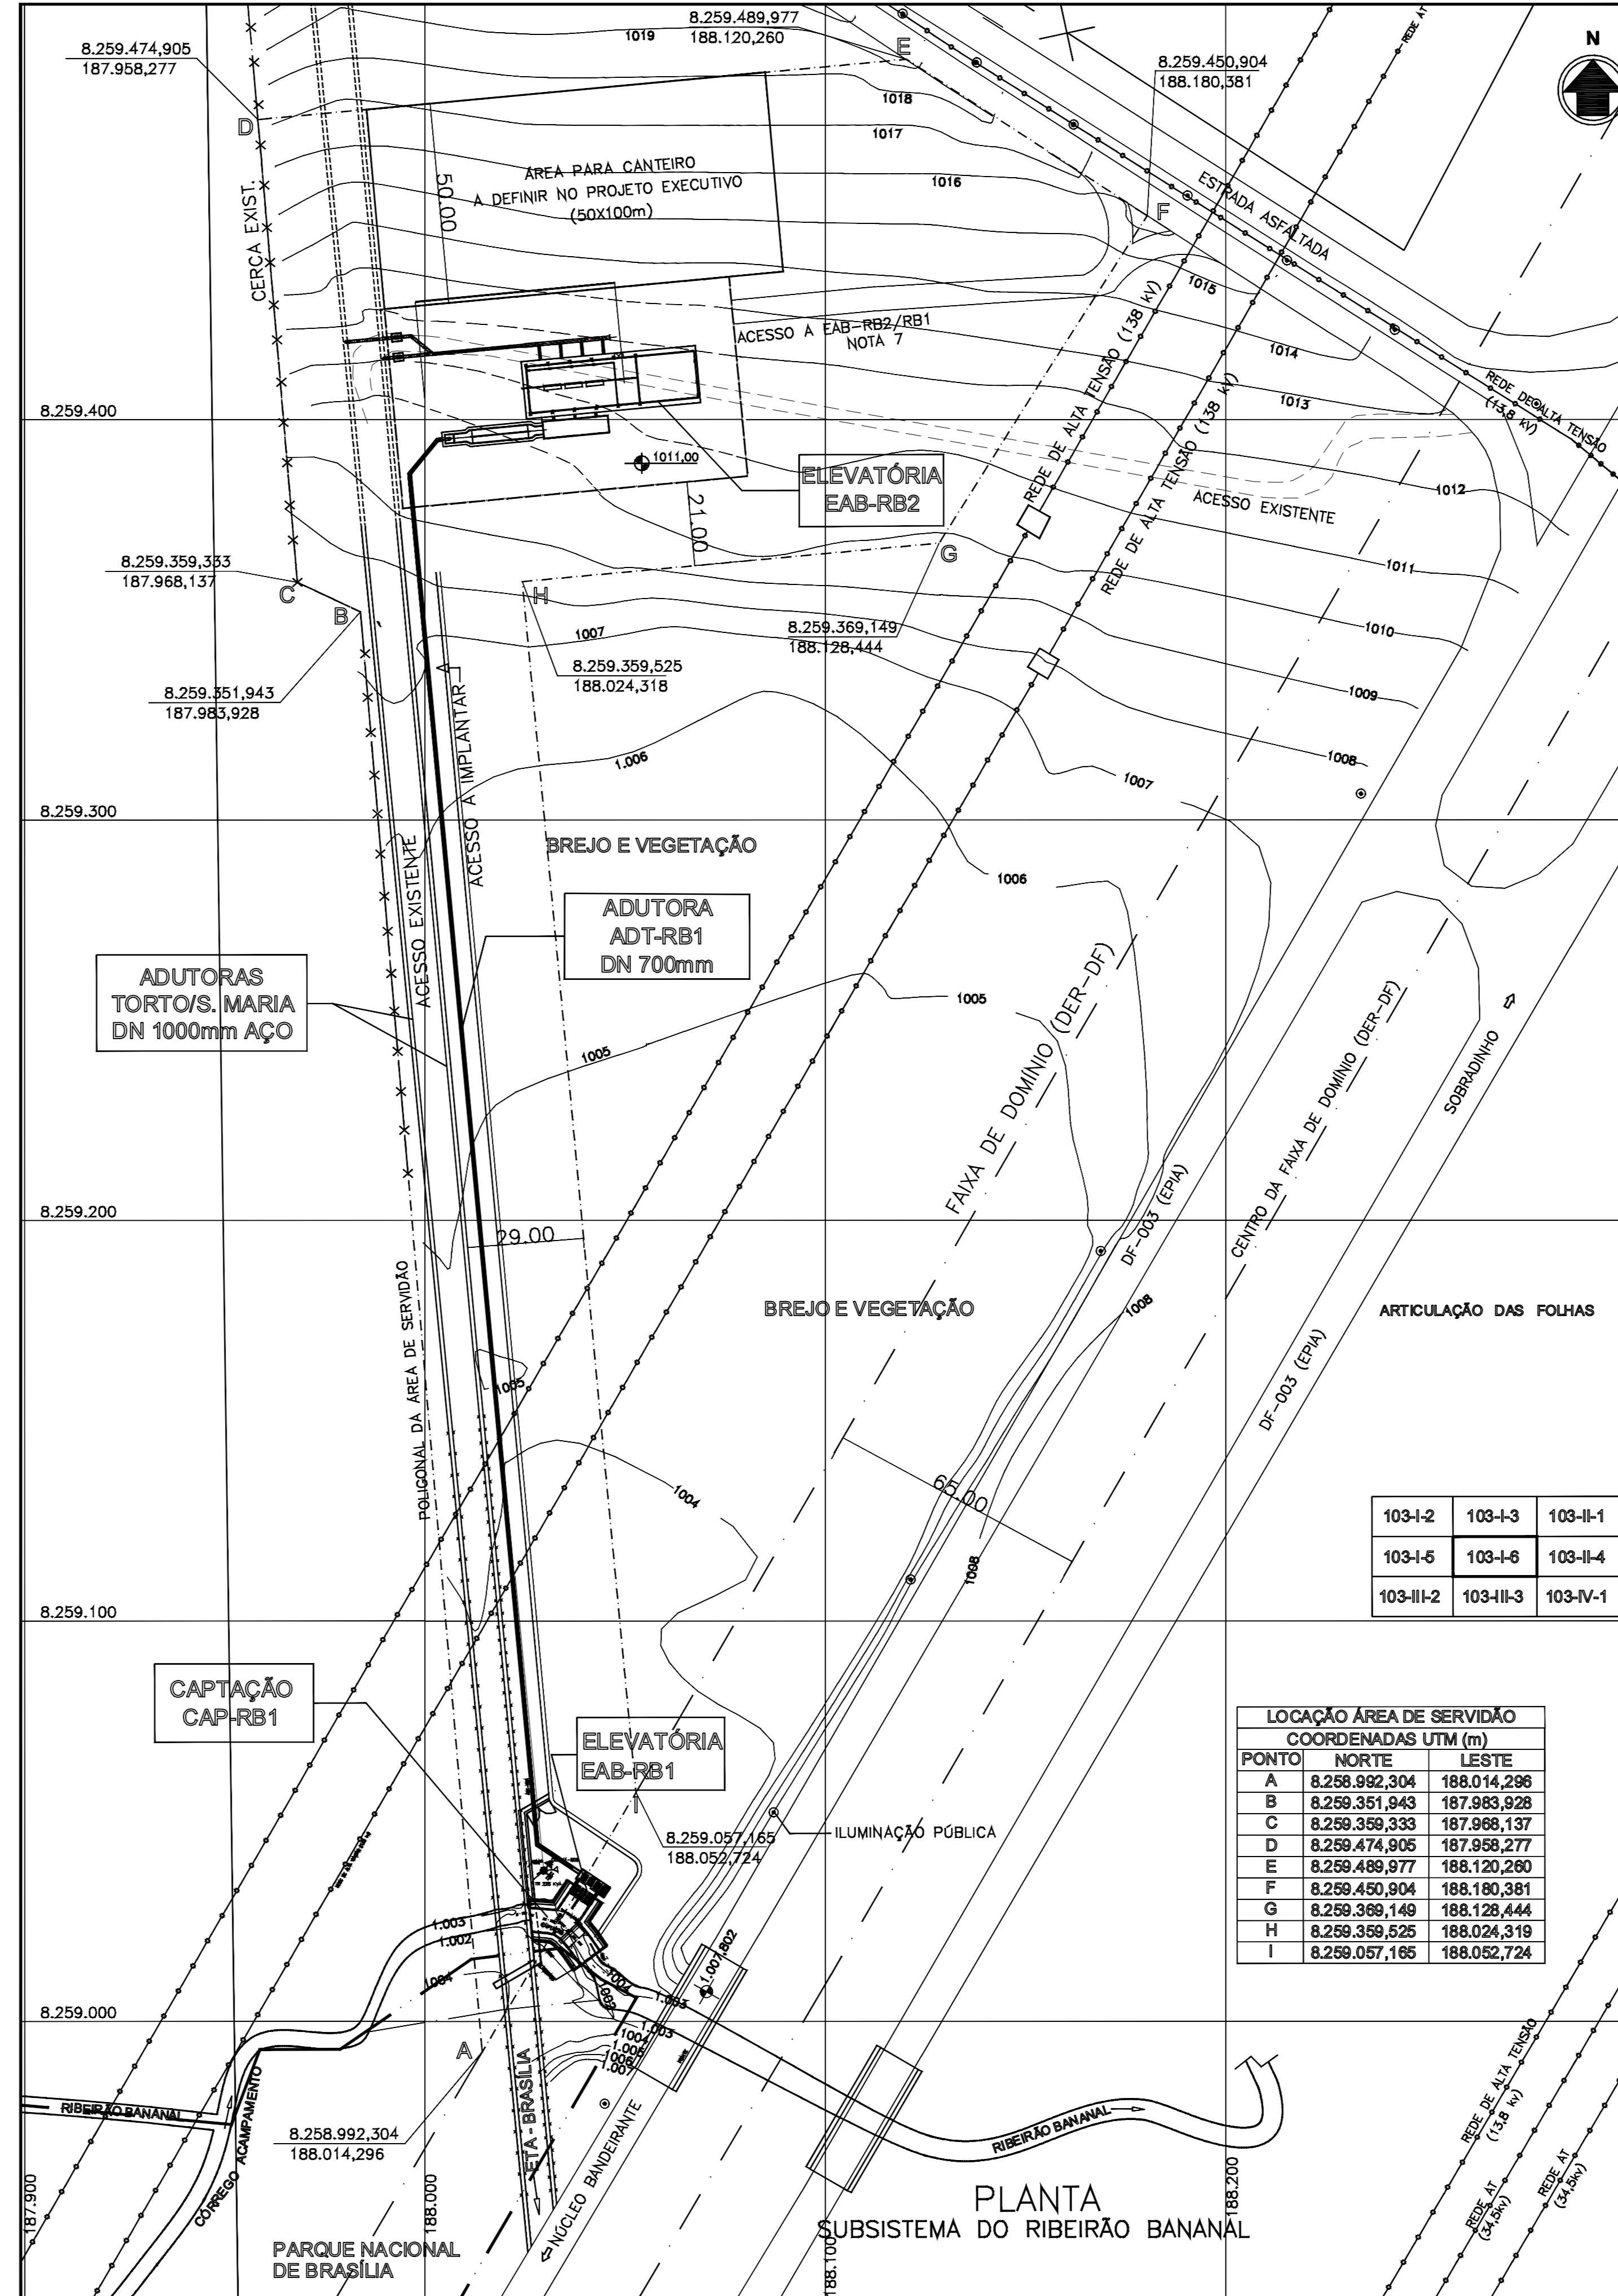 8.259.474,905
187.958,277
8.259.489,977
188.120,260
8.259.450,904
188.180,381
N
REDE AT
D
E
F
1019
1018
1017
1016
1015
1014
1013
1012
1011
1010
1009
1008
1007
ÁREA PARA CANTEIRO
A DEFINIR NO PROJETO EXECUTIVO
(50X100m)
50.00
CERCA EXIST.
ESTRADA ASFALTADA
ACESSO A EAB-RB2/RB1
NOTA 7
REDE DE ALTA TENSÃO (138 kV)
REDE DE ALTA TENSÃO (138 kV)
REDE DE ALTA TENSÃO
(13,8 kV)
8.259.400
1011,00
ELEVATÓRIA
EAB-RB2
ACESSO EXISTENTE
21.00
G
8.259.359,333
187.968,137
C
B
H
1007
8.259.369,149
188.128,444
8.259.359,525
188.024,318
8.259.351,943
187.983,928
ACESSO A IMPLANTAR
1.006
8.259.300
BREJO E VEGETAÇÃO
1006
ACESSO EXISTENTE
ADUTORA
ADT-RB1
DN 700mm
ADUTORAS
TORTO/S. MARIA
DN 1000mm AÇO
1005
1005
FAIXA DE DOMÍNIO (DER-DF)
CENTRO DA FAIXA DE DOMÍNIO (DER-DF)
SOBRADINHO
8.259.200
29.00
DF-003 (EPIA)
POLIGONAL DA ÁREA DE SERVIDÃO
BREJO E VEGETAÇÃO
1008
ARTICULAÇÃO DAS FOLHAS
DF-003 (EPIA)
1005
1004
65.00
1008
103-I-2 103-I-3 103-II-1
103-I-5 103-I-6 103-II-4
103-III-2 103-III-3 103-IV-1
8.259.100
CAPTAÇÃO
CAP-RB1
ELEVATÓRIA
EAB-RB1
I
8.259.057,165
188.052,724
ILUMINAÇÃO PÚBLICA
LOCAÇÃO ÁREA DE SERVIDÃO
COORDENADAS UTM (m)
PONTO NORTE LESTE
A 8.258.992,304 188.014,296
B 8.259.351,943 187.983,928
C 8.259.359,333 187.968,137
D 8.259.474,905 187.958,277
E 8.259.489,977 188.120,260
F 8.259.450,904 188.180,381
G 8.259.369,149 188.128,444
H 8.259.359,525 188.024,319
I 8.259.057,165 188.052,724
1.003
1.002
1004
1.007,802
1004
1003
1.003
1.003
1004
1.005
1006
1.007
8.259.000
A
ETA-BRASÍLIA
RIBEIRÃO BANANAL
CÓRREGO ACAMPAMENTO
8.258.992,304
188.014,296
NÚCLEO BANDEIRANTE
RIBEIRÃO BANANAL
REDE DE ALTA TENSÃO
(13,8 kv)
REDE AT
(34,5kv)
REDE AT
(34,5kv)
187.900
188.000
188.100
188.200
PARQUE NACIONAL
DE BRASÍLIA
PLANTA
SUBSISTEMA DO RIBEIRÃO BANANAL